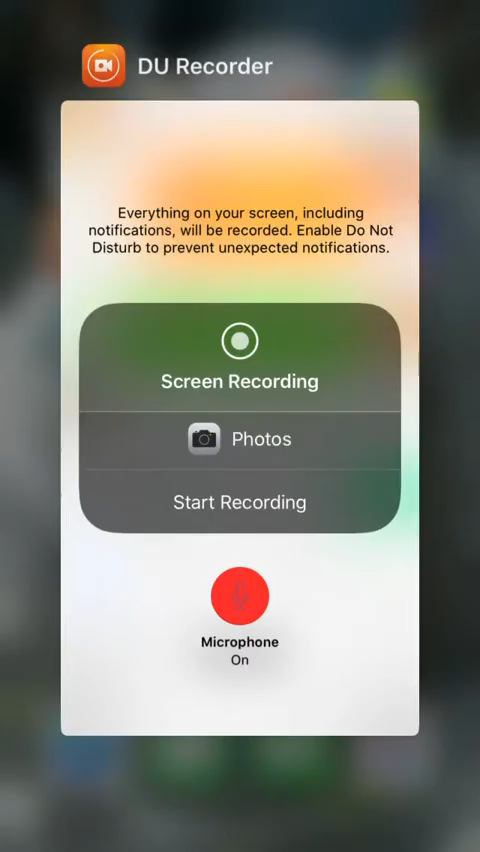 DU Recorder
Everything on your screen, including
notifications, will be recorded. Enable Do Not
Disturb to prevent unexpected notifications.
Screen Recording
Photos
Start Recording
Microphone
On